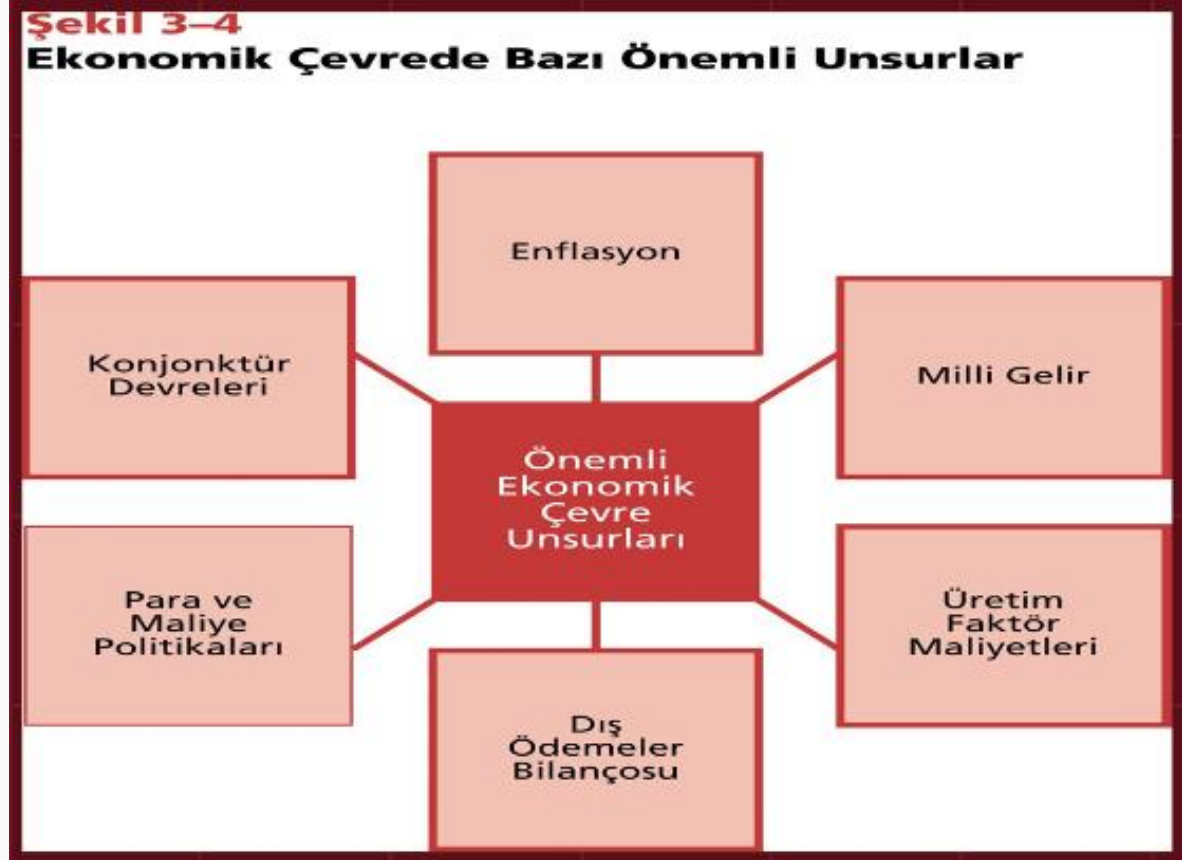 Şekil 3–4
Ekonomik Çevrede Bazı Önemli Unsurlar
Enflasyon
Konjonktür
Devreleri
Milli Gelir
Önemli
Ekonomik
Çevre
Unsurları
Para ve
Maliye
Politikaları
Üretim
Faktör
Maliyetleri
Dış
Ödemeler
Bilançosu